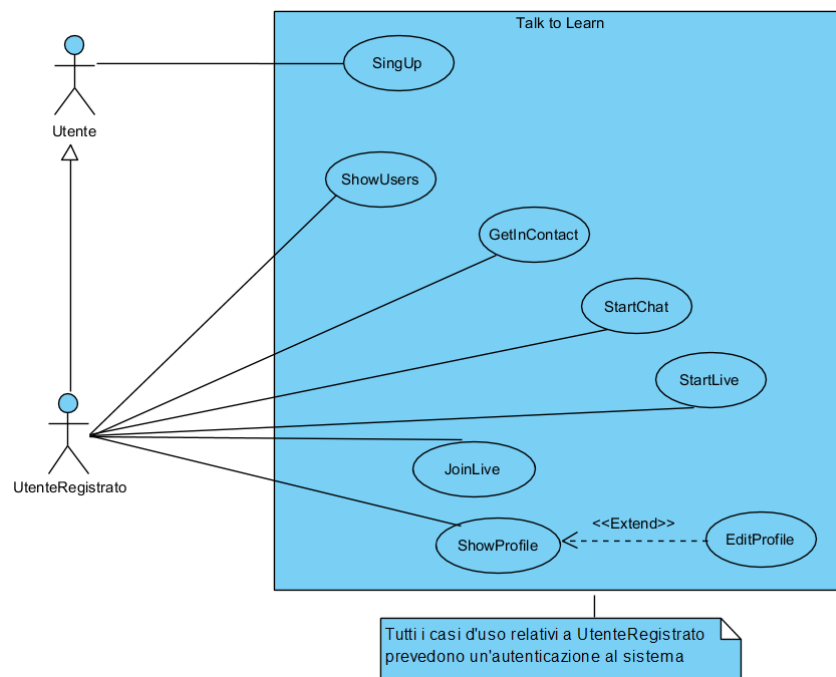 Talk to Learn
SingUp
Utente
ShowUsers
GetInContact
StartChat
StartLive
JoinLive
UtenteRegistrato
<<Extend>>
ShowProfile
EditProfile
Tutti i casi d'uso relativi a UtenteRegistrato
prevedono un'autenticazione al sistema